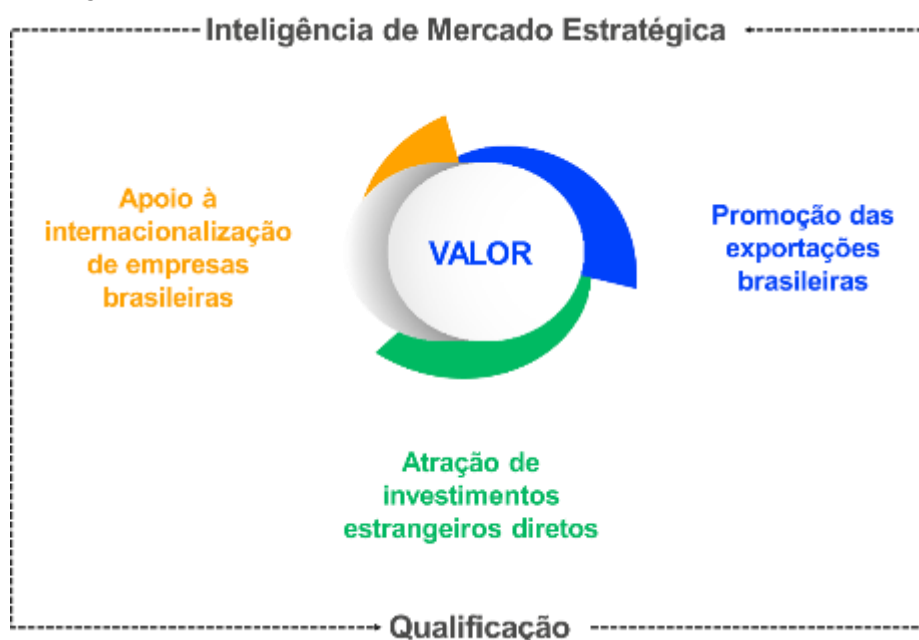 Inteligência de Mercado Estratégica
Apoio à
internacionalização
de empresas
brasileiras
VALOR
Promoção das
exportações
brasileiras
Atração de
investimentos
estrangeiros diretos
Qualificação